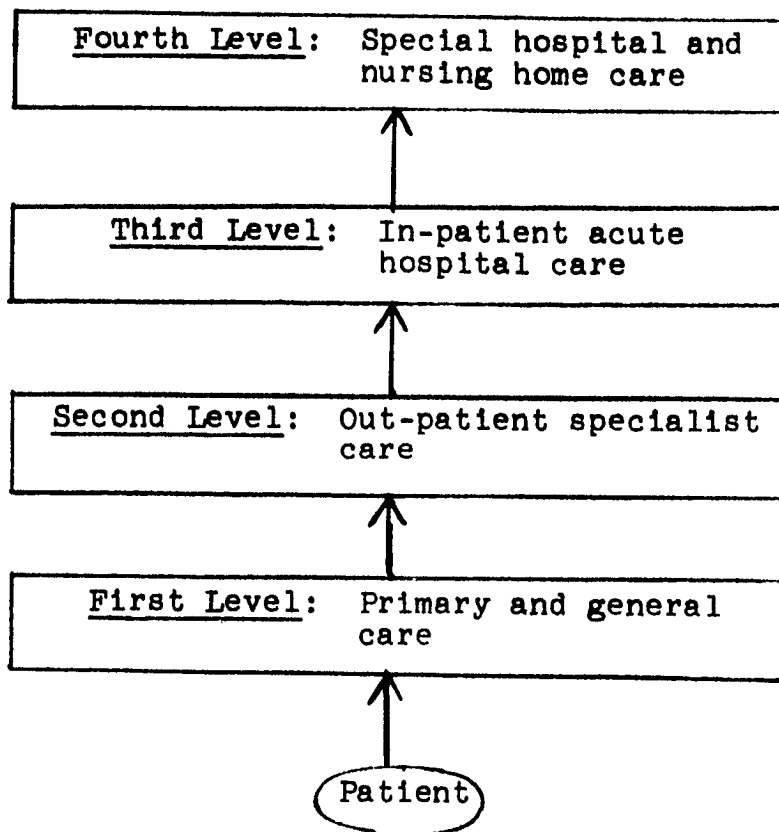 Fourth Level: Special hospital and
nursing home care
Third Level: In-patient acute
hospital care
Second Level: Out-patient specialist
care
First Level: Primary and general
care
Patient